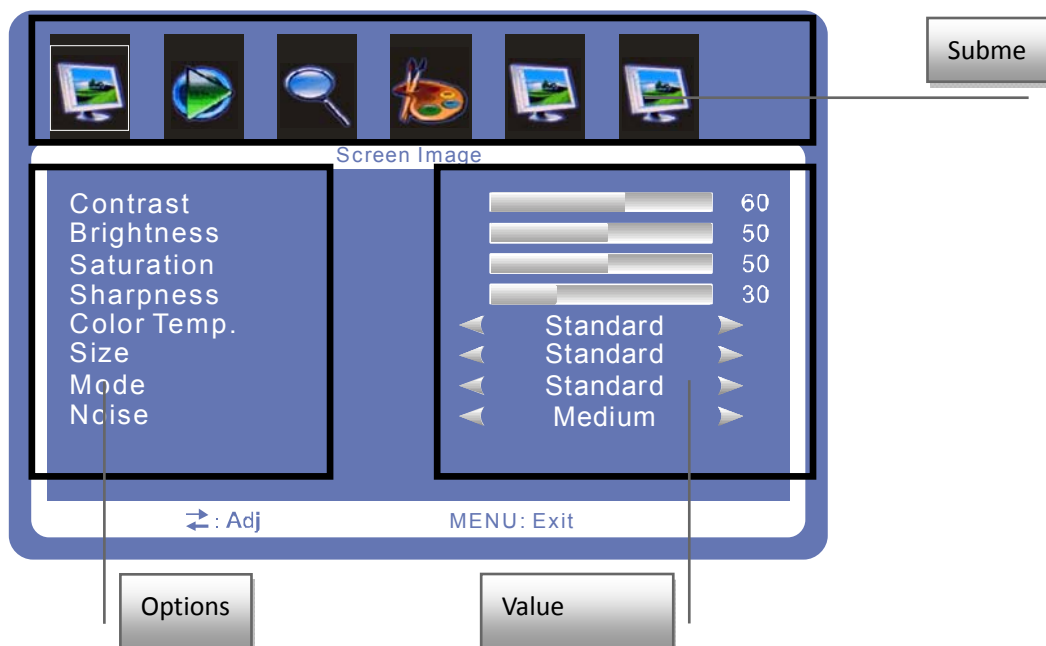 Subme
Screen Image
Contrast 60
Brightness 50
Saturation 50
Sharpness 30
Color Temp. Standard
Size Standard
Mode Standard
Noise Medium
: Adj MENU: Exit
Options Value